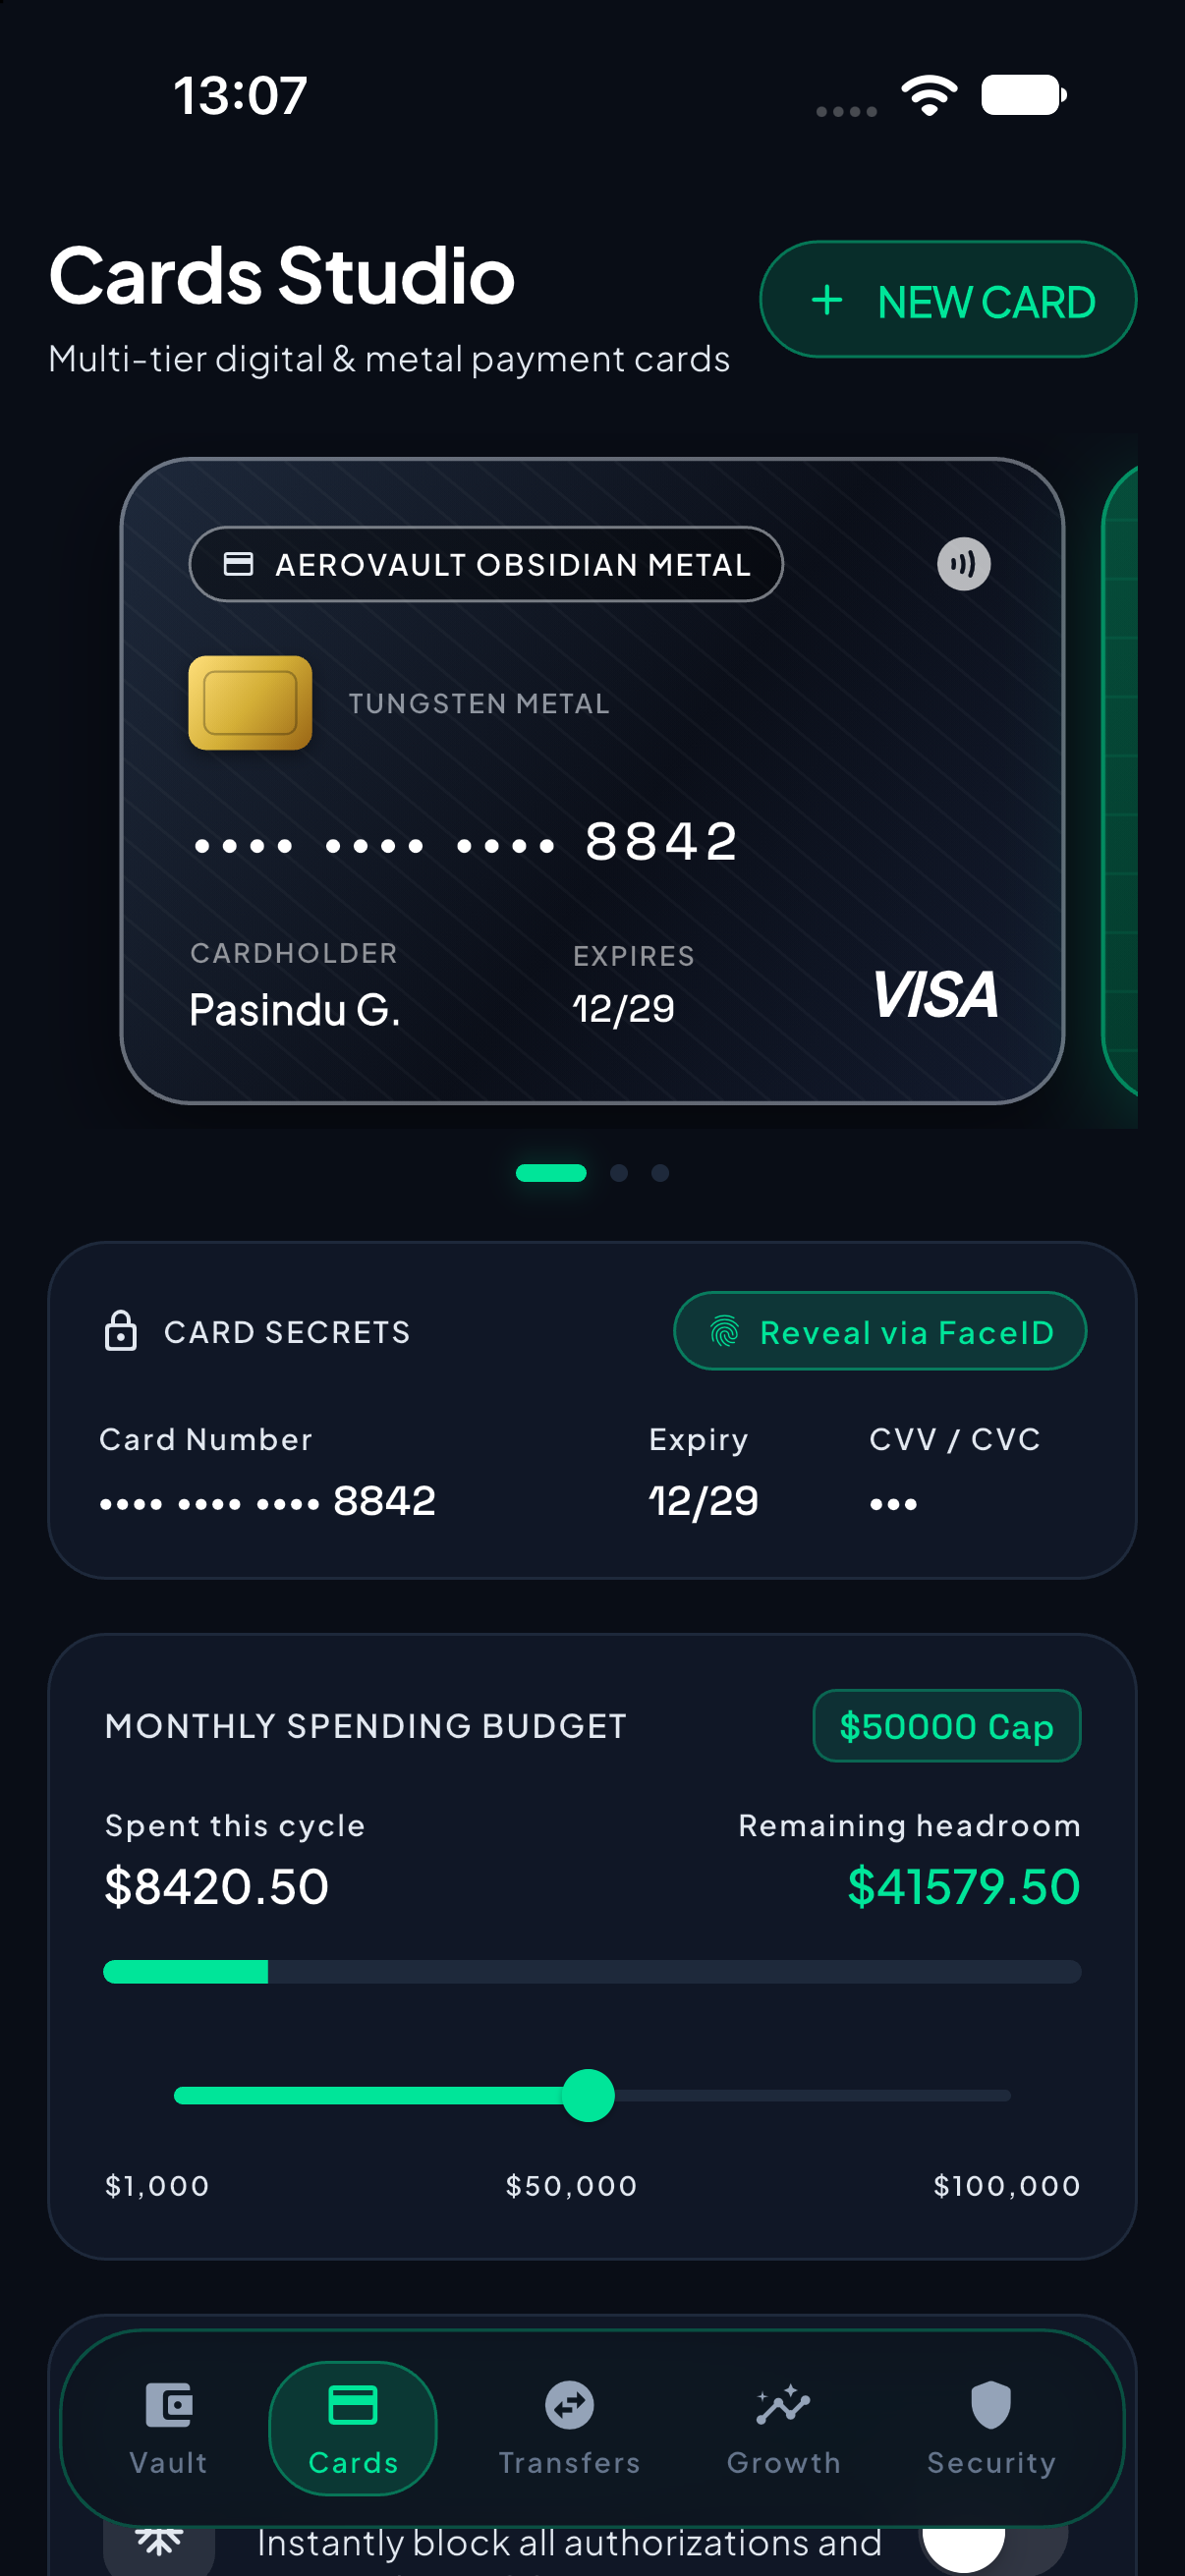 13:07
Cards Studio
+ NEW CARD
Multi-tier digital & metal payment cards
AEROVAULT OBSIDIAN METAL
TUNGSTEN METAL
•••• •••• •••• 8842
CARDHOLDER
EXPIRES
Pasindu G.
12/29
VISA
CARD SECRETS
Reveal via FaceID
Card Number
Expiry
CVV / CVC
•••• •••• •••• 8842
12/29
•••
MONTHLY SPENDING BUDGET
$50000 Cap
Spent this cycle
Remaining headroom
$8420.50
$41579.50
$1,000
$50,000
$100,000
Vault
Cards
Transfers
Growth
Security
Instantly block all authorizations and